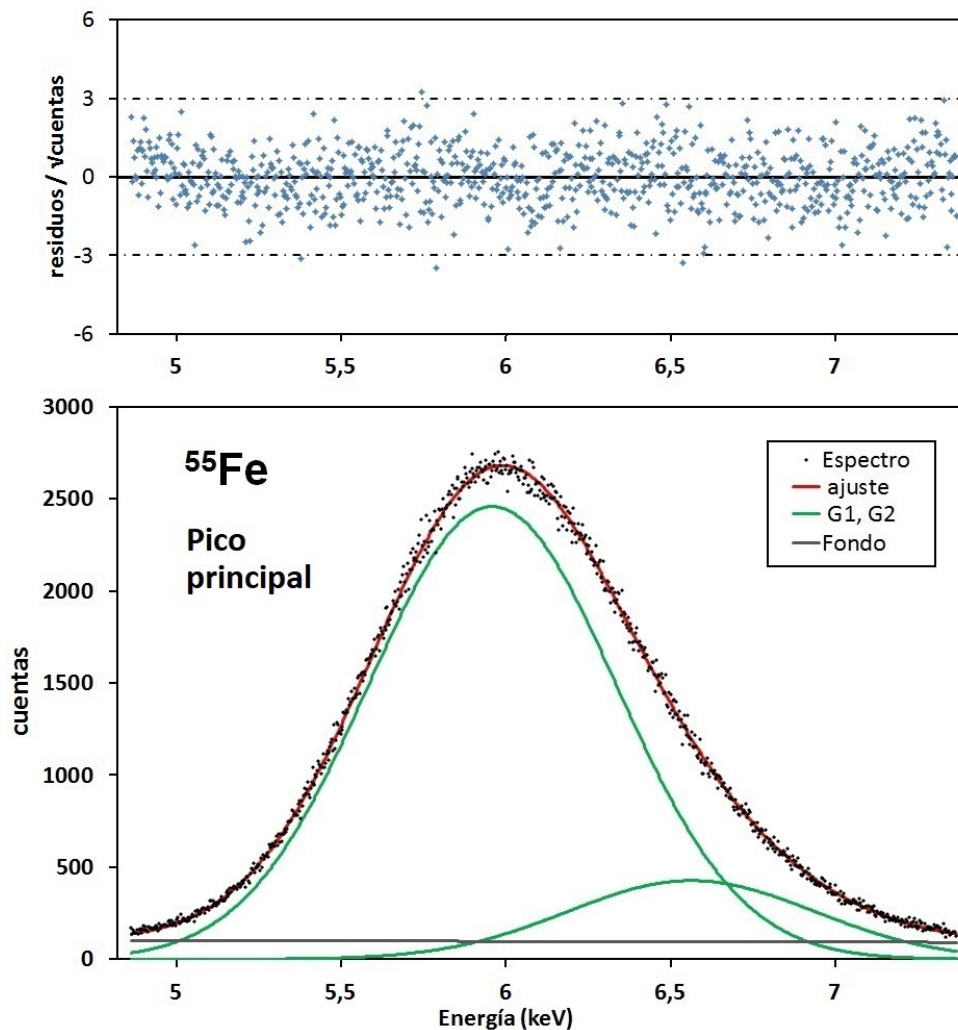 6
3
0
-3
-6
residuos / √cuentas
5
5,5
6
6,5
7
3000
2500
2000
1500
1000
500
0
cuentas
⁵⁵Fe
Pico
principal
Espectro
ajuste
G1, G2
Fondo
5
5,5
6
6,5
7
Energía (keV)